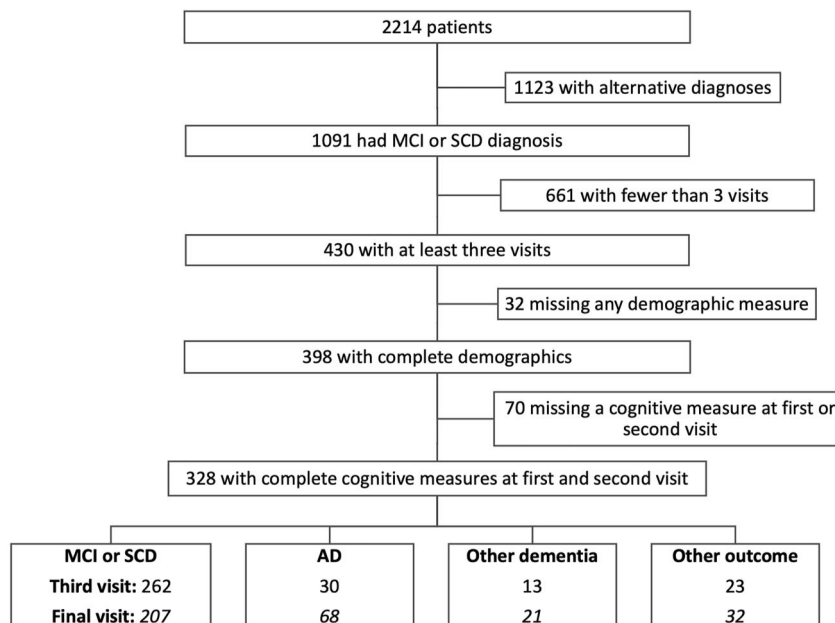 2214 patients
1123 with alternative diagnoses
1091 had MCI or SCD diagnosis
661 with fewer than 3 visits
430 with at least three visits
32 missing any demographic measure
398 with complete demographics
70 missing a cognitive measure at first or
second visit
328 with complete cognitive measures at first and second visit
MCI or SCD AD Other dementia Other outcome
Third visit: 262 30 13 23
Final visit: 207 68 21 32